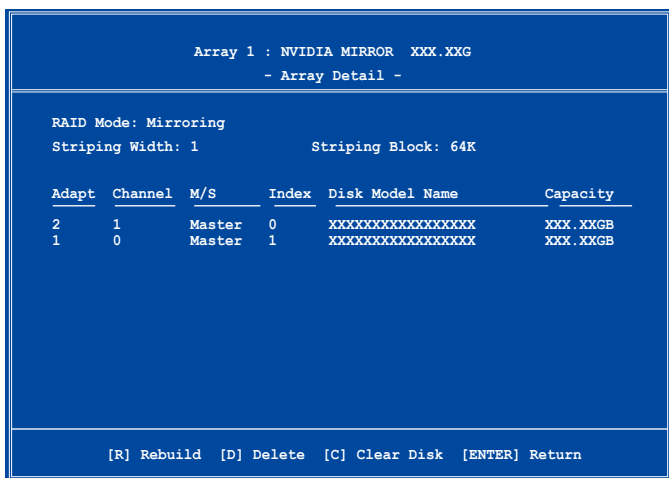 Array 1 : NVIDIA MIRROR XXX.XXG
- Array Detail -
RAID Mode: Mirroring
Striping Width: 1 Striping Block: 64K
Adapt Channel M/S Index Disk Model Name Capacity
2 1 Master 0 XXXXXXXXXXXXXXXXX XXX.XXGB
1 0 Master 1 XXXXXXXXXXXXXXXXX XXX.XXGB
[R] Rebuild [D] Delete [C] Clear Disk [ENTER] Return